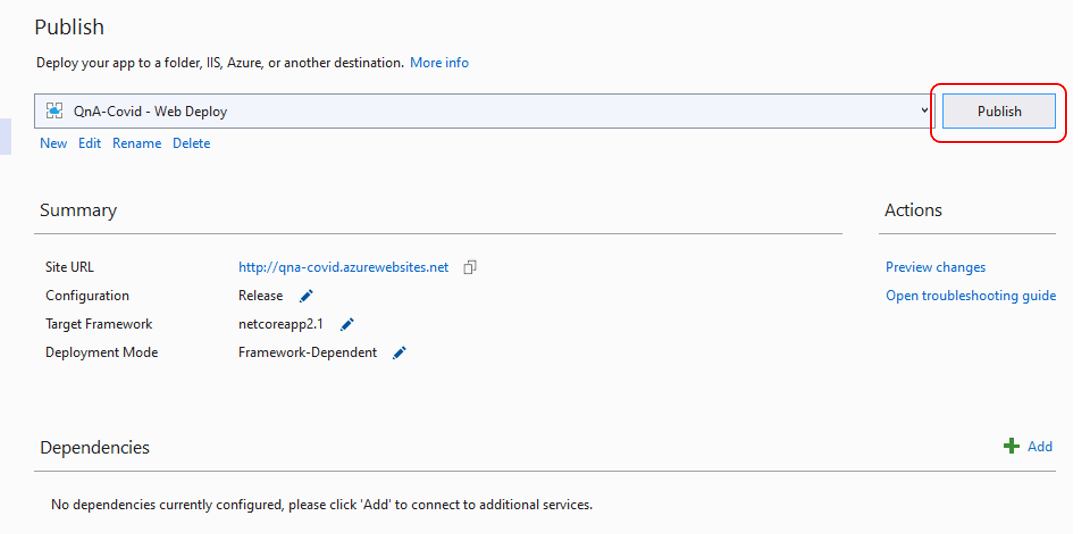 Publish
Deploy your app to a folder, IIS, Azure, or another destination. More info
QnA-Covid - Web Deploy
Publish
New Edit Rename Delete
Summary
Actions
Site URL http://qna-covid.azurewebsites.net
Preview changes
Configuration Release
Open troubleshooting guide
Target Framework netcoreapp2.1
Deployment Mode Framework-Dependent
Dependencies
Add
No dependencies currently configured, please click 'Add' to connect to additional services.